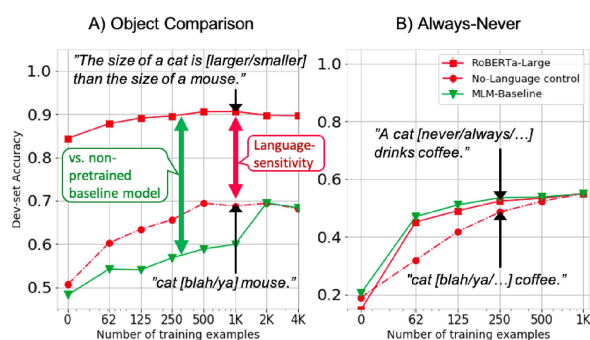 A) Object Comparison
B) Always-Never
1.0
0.9
0.8
0.7
0.6
0.5
Dev-set Accuracy
"The size of a cat is [larger/smaller]
than the size of a mouse."
vs. non-
pretrained
baseline model
Language-
sensitivity
"cat [blah/ya] mouse."
0 62 125 250 500 1K 2K 4K
Number of training examples
1.0
0.8
0.6
0.4
0.2
RoBERTa-Large
No-Language control
MLM-Baseline
"A cat [never/always/...]
drinks coffee."
"cat [blah/ya/...] coffee."
0 62 125 250 500 1K
Number of training examples